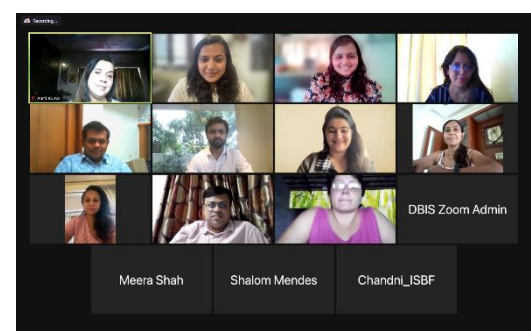 Recording...
DBIS Zoom Admin
Meera Shah
Shalom Mendes
Chandni_ISBF